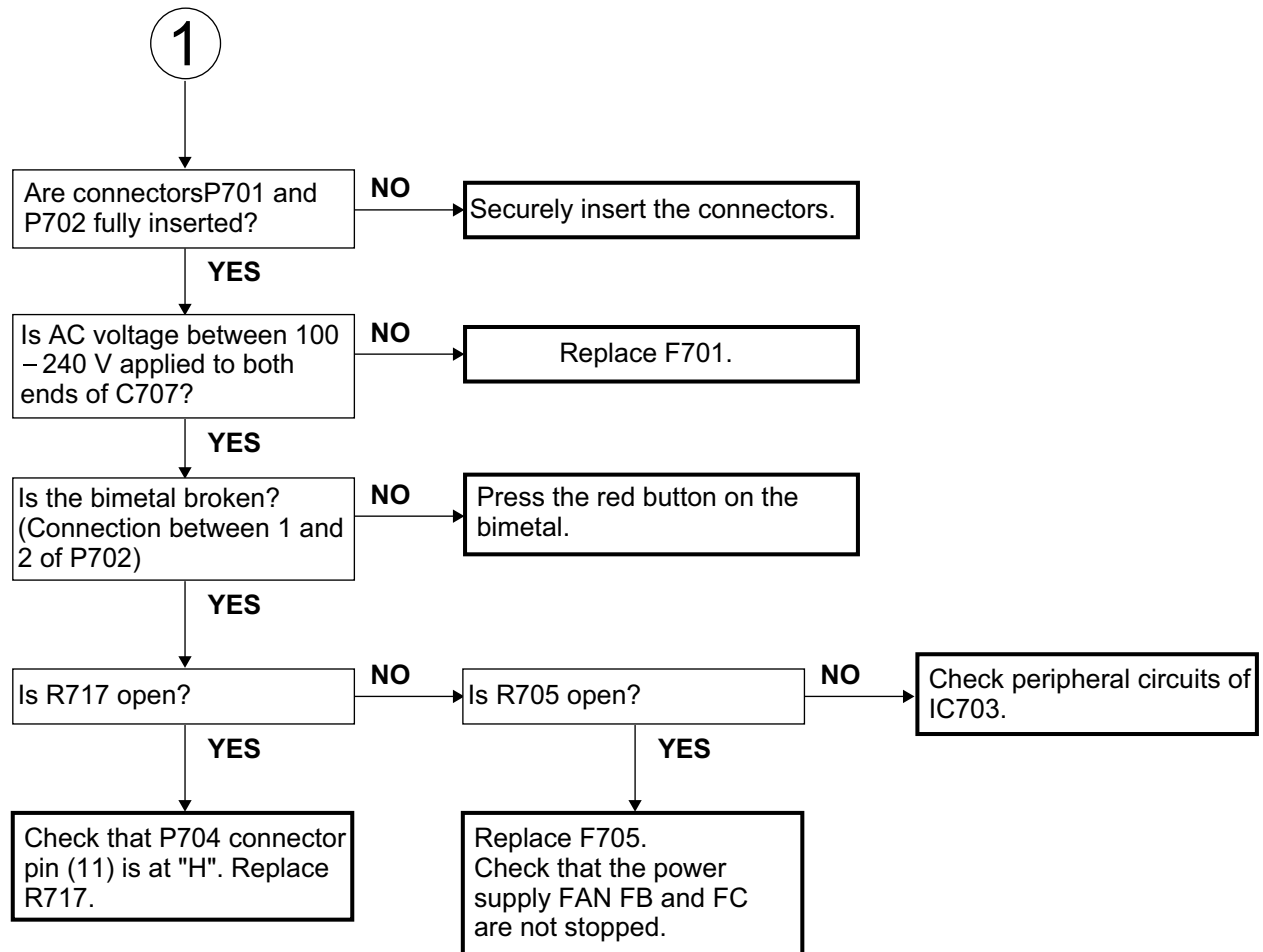 1
Are connectorsP701 and
P702 fully inserted?
NO
Securely insert the connectors.
YES
Is AC voltage between 100
–240 V applied to both
ends of C707?
NO
Replace F701.
YES
Is the bimetal broken?
(Connection between 1 and
2 of P702)
NO
Press the red button on the
bimetal.
YES
Is R717 open?
NO
Is R705 open?
NO
Check peripheral circuits of
IC703.
YES
YES
Check that P704 connector
pin (11) is at "H". Replace
R717.
Replace F705.
Check that the power
supply FAN FB and FC
are not stopped.